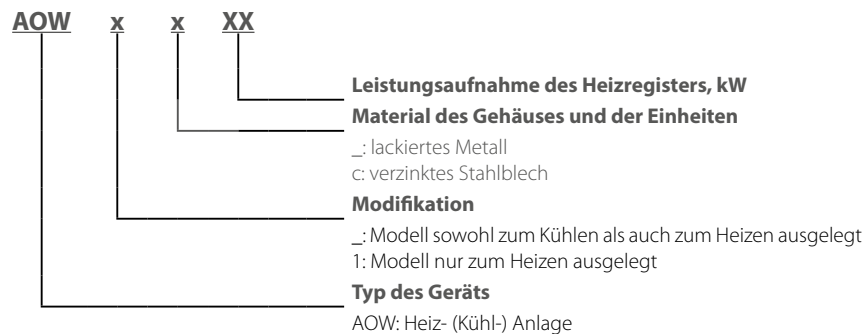 AOW x x XX
Leistungsaufnahme des Heizregisters, kW
Material des Gehäuses und der Einheiten
_: lackiertes Metall
c: verzinktes Stahlblech
Modifikation
_: Modell sowohl zum Kühlen als auch zum Heizen ausgelegt
1: Modell nur zum Heizen ausgelegt
Typ des Geräts
AOW: Heiz- (Kühl-) Anlage